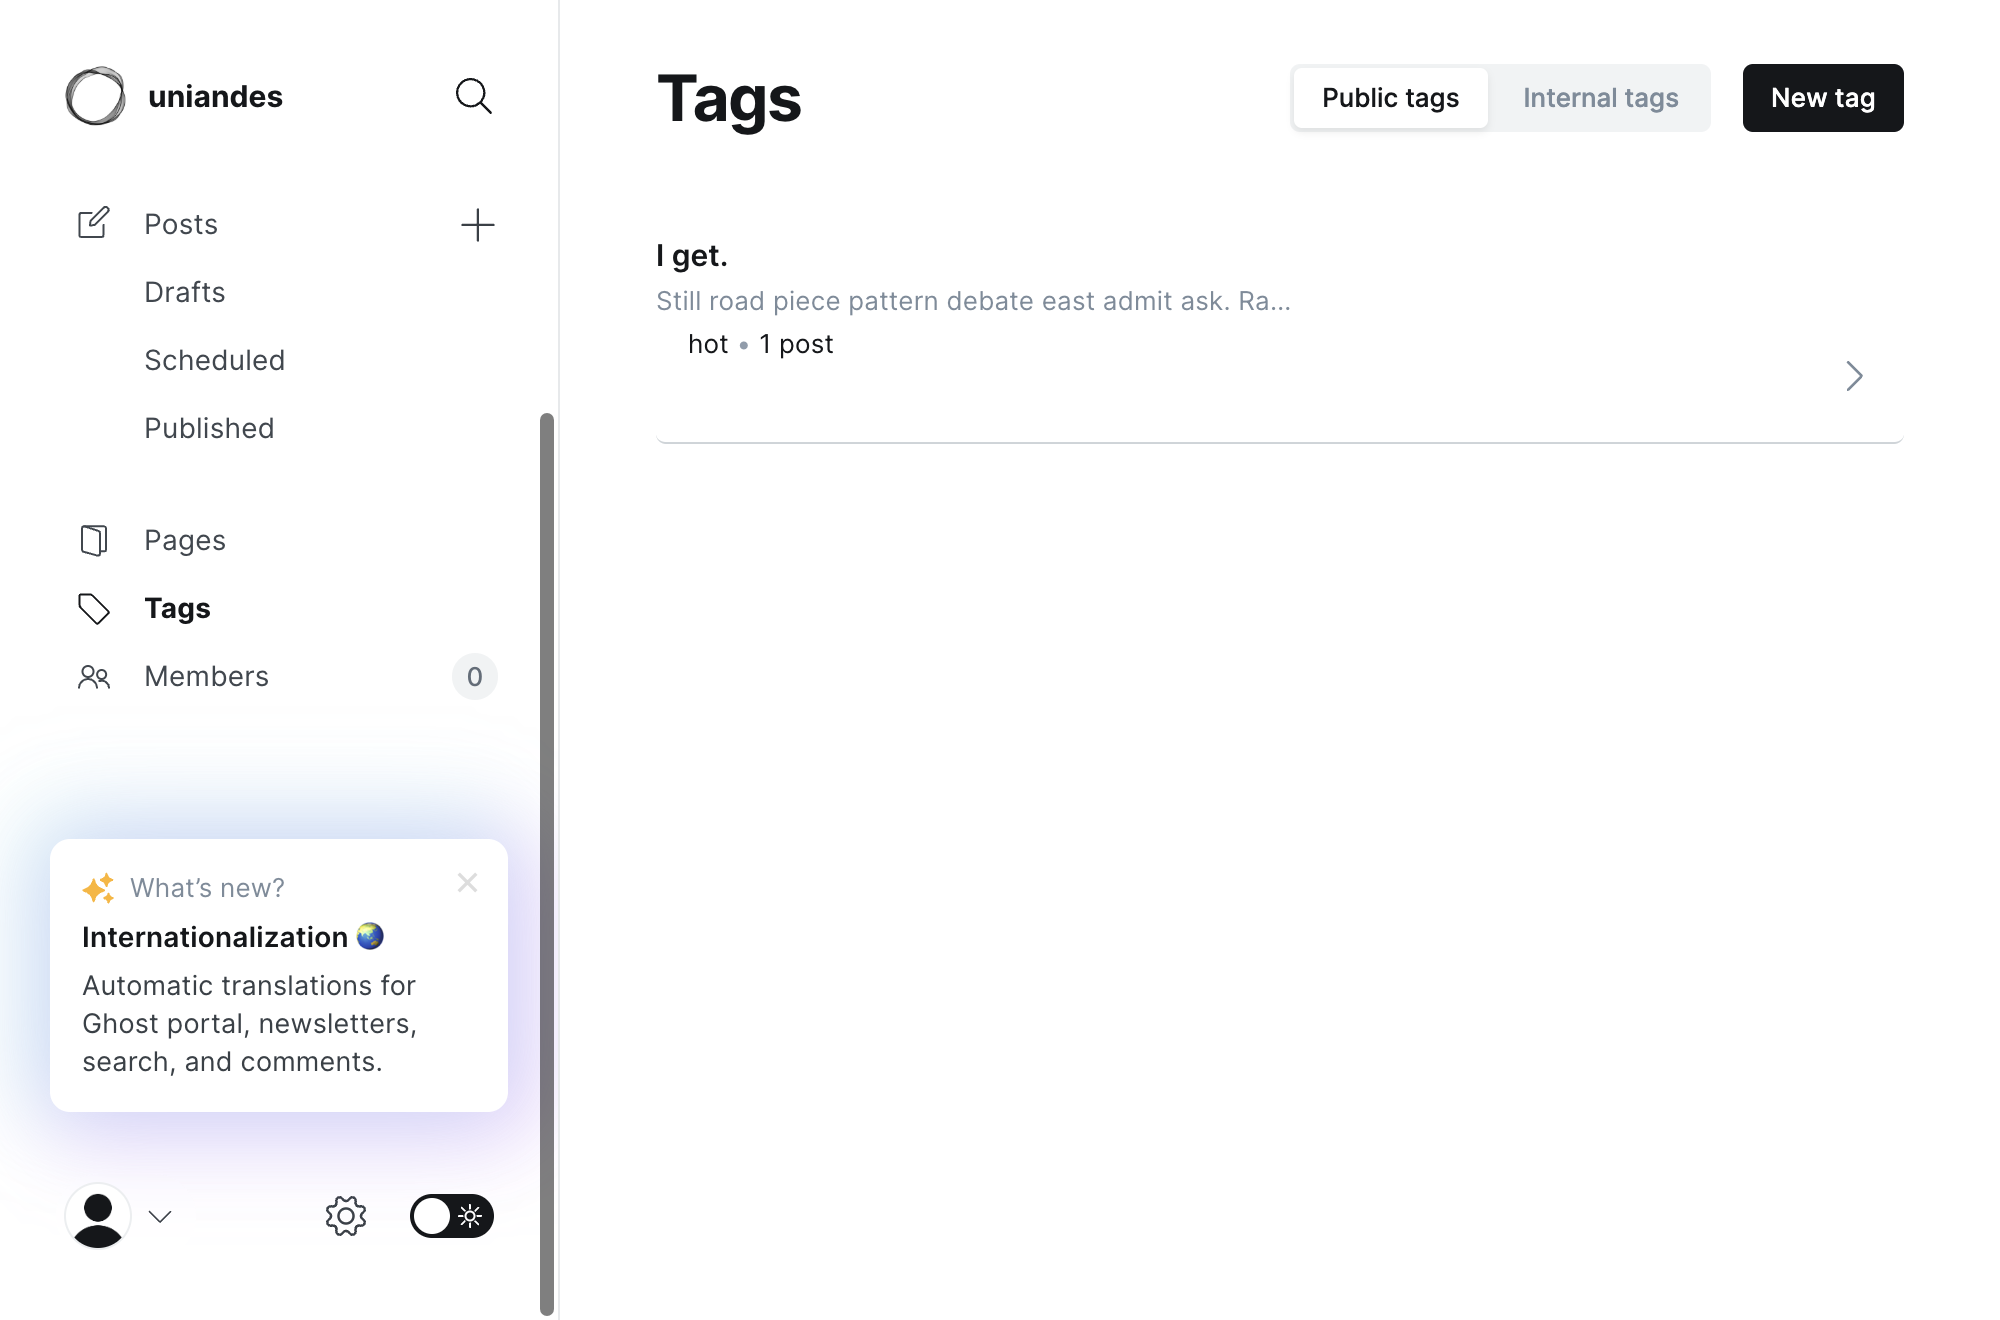 uniandes
Posts
Drafts
Scheduled
Published
Pages
Tags
Members 0
What's new?
Internationalization 🌏
Automatic translations for
Ghost portal, newsletters,
search, and comments.
Tags
Public tags Internal tags New tag
I get.
Still road piece pattern debate east admit ask. Ra...
hot • 1 post